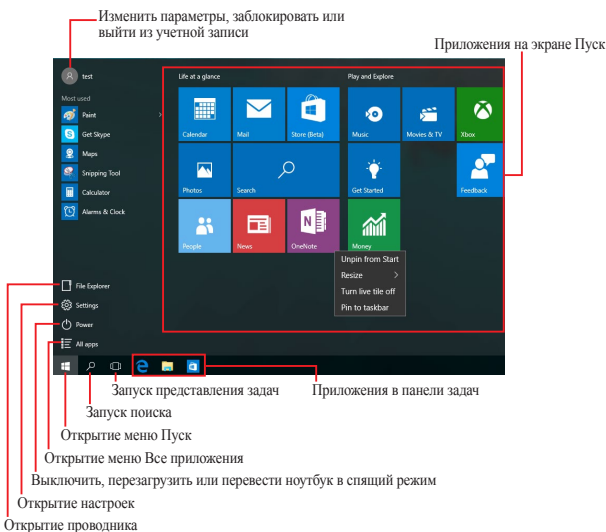 Изменить параметры, заблокировать или
выйти из учетной записи
Приложения на экране Пуск
test
Life at a glance
Play and Explore
Most used
Paint
Get Skype
Maps
Snipping Tool
Calculator
Alarms & Clock
Calendar
Mail
Store (Beta)
Music
Movies & TV
Xbox
Photos
Search
Get Started
Feedback
People
News
OneNote
Money
Unpin from Start
Resize
Turn live tile off
Pin to taskbar
File Explorer
Settings
Power
All apps
Запуск представления задач
Приложения в панели задач
Запуск поиска
Открытие меню Пуск
Открытие меню Все приложения
Выключить, перезагрузить или перевести ноутбук в спящий режим
Открытие настроек
Открытие проводника